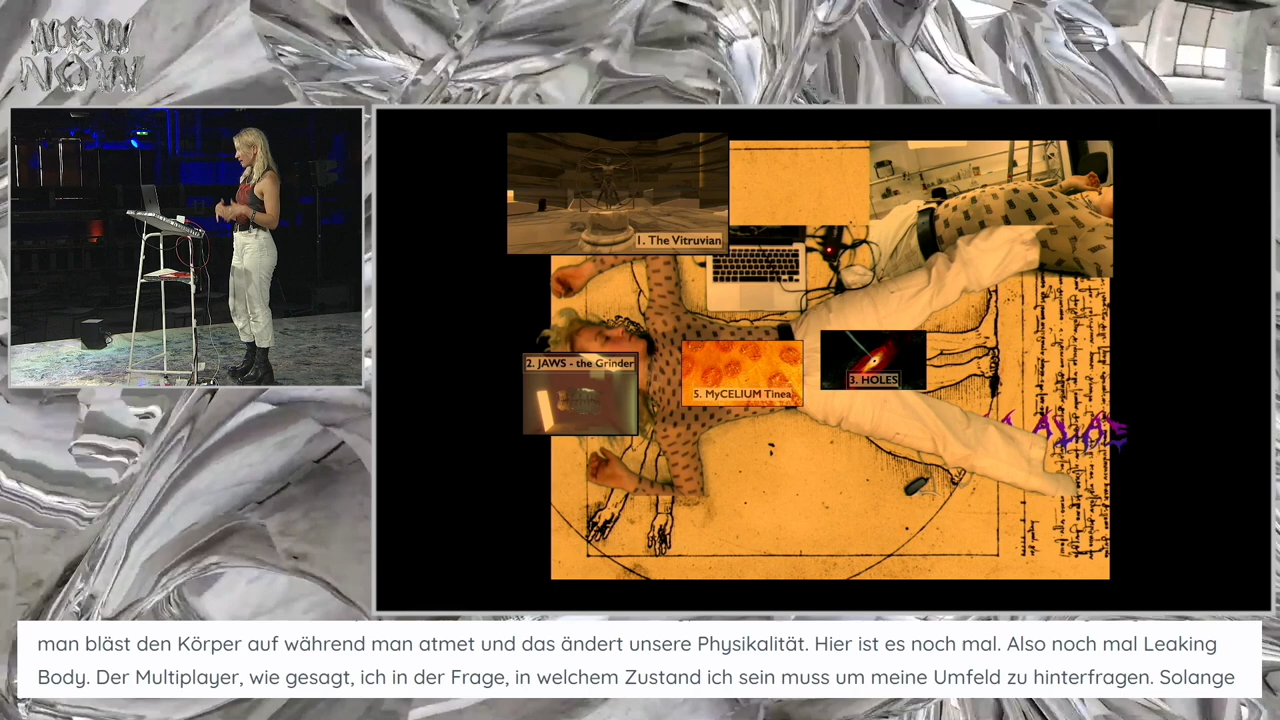 NEW
NOW
1. The Vitruvian
2. JAWS - the Grinder
3. HOLES
5. MyCELIUM Tinea
man bläst den Körper auf während man atmet und das ändert unsere Physikalität. Hier ist es noch mal. Also noch mal Leaking
Body. Der Multiplayer, wie gesagt, ich in der Frage, in welchem Zustand ich sein muss um meine Umfeld zu hinterfragen. Solange